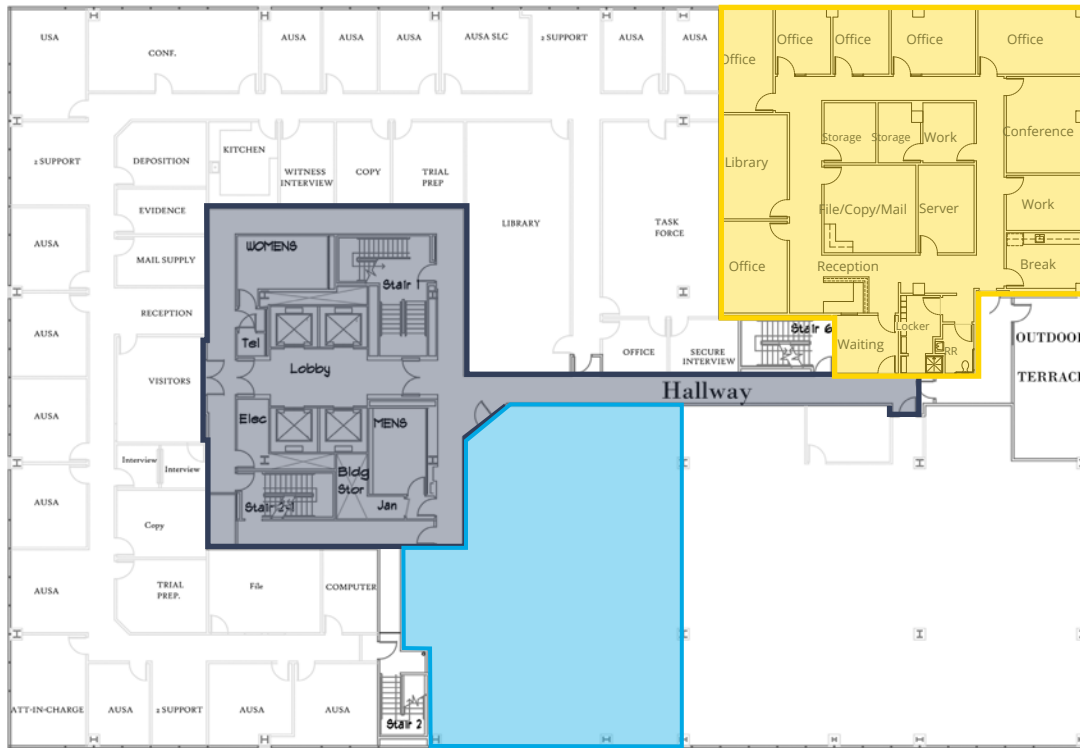 USA
CONF.
AUSA
AUSA
AUSA
AUSA SLC
2 SUPPORT
AUSA
AUSA
Office
Office
Office
Office
Office
2 SUPPORT
DEPOSITION
KITCHEN
WITNESS
INTERVIEW
COPY
TRIAL
PREP
Storage
Storage
Work
Conference
Library
EVIDENCE
LIBRARY
TASK
FORCE
File/Copy/Mail
Server
Work
AUSA
MAIL SUPPLY
WOMENS
Stair 1
Office
Reception
Break
RECEPTION
AUSA
Tel
Lobby
OFFICE
SECURE
INTERVIEW
Stair 6
Waiting
Locker
RR
OUTDOOR
TERRACE
VISITORS
Hallway
AUSA
Elec
MENS
Interview
Interview
Bldg
Stor
AUSA
Stair 2-1
Jan
Copy
AUSA
TRIAL
PREP.
File
COMPUTER
ATT-IN-CHARGE
AUSA
2 SUPPORT
AUSA
AUSA
Stair 2